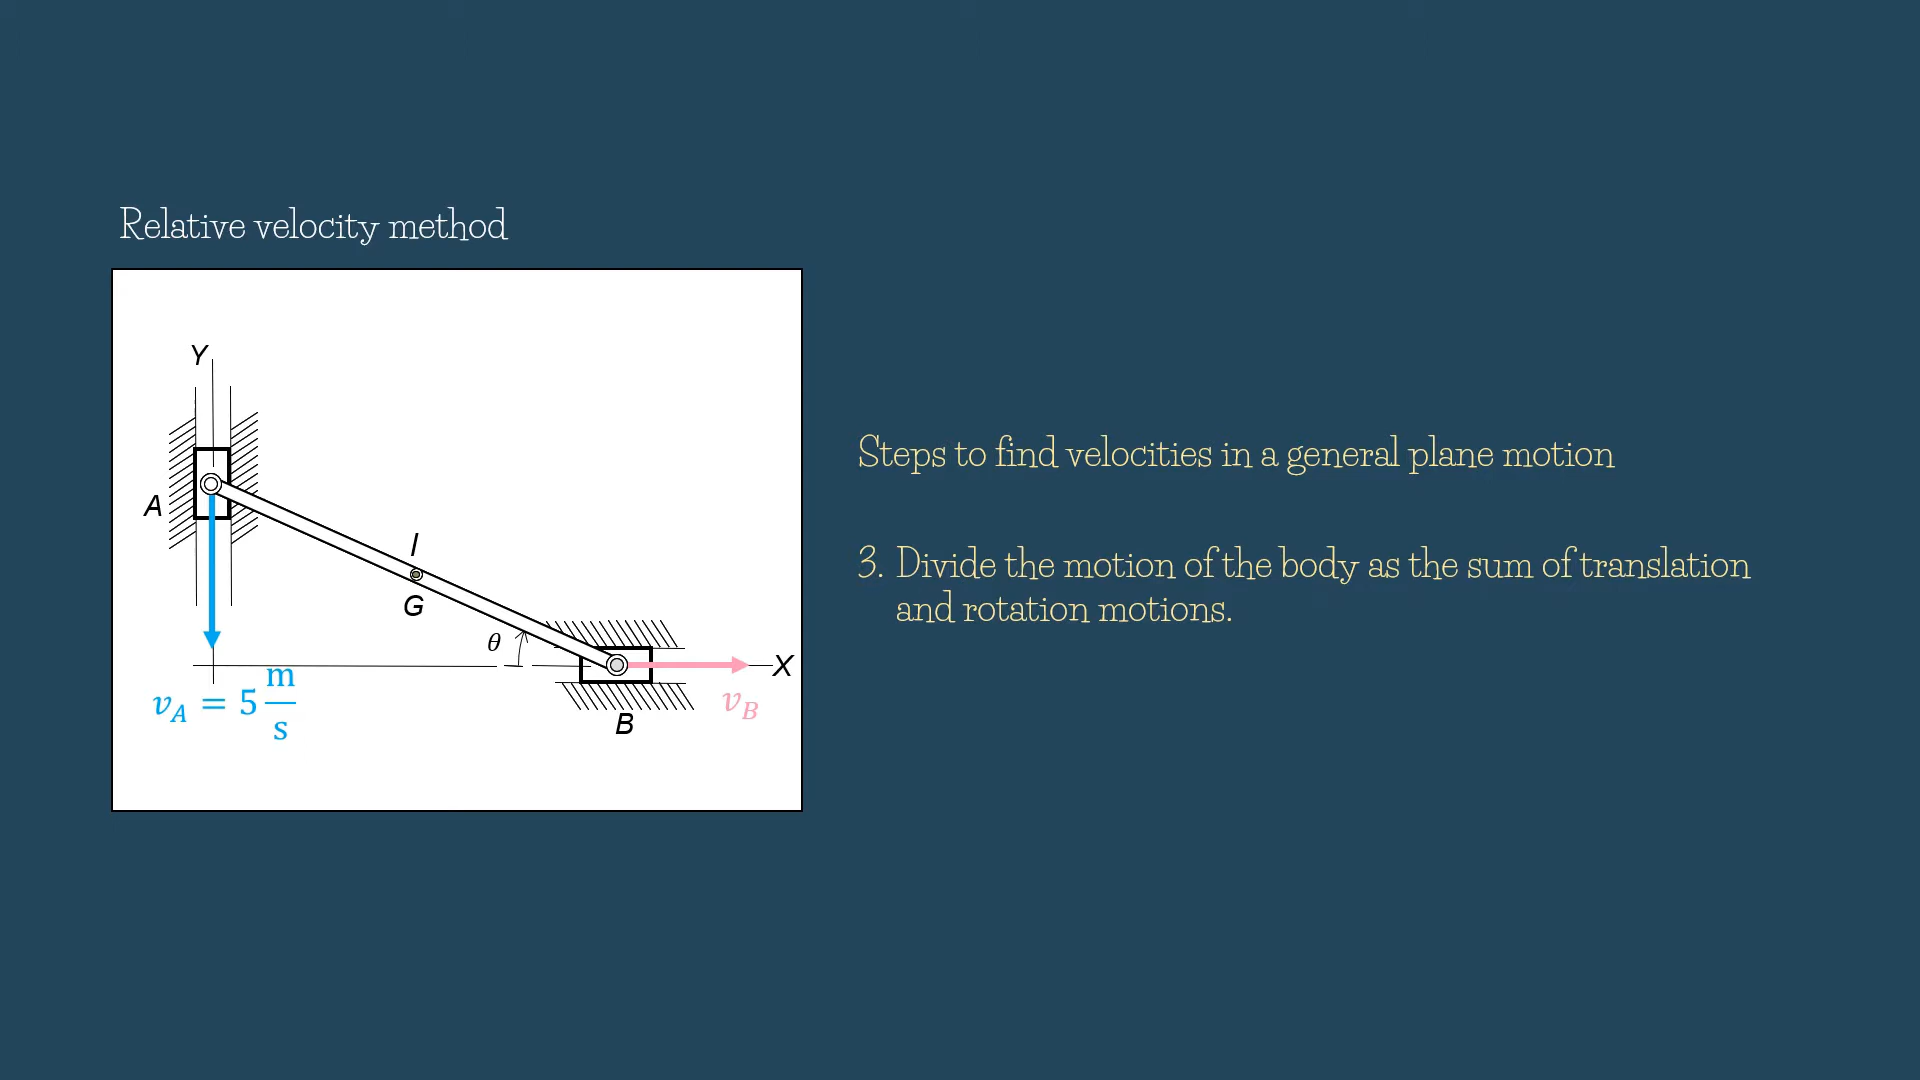 Relative velocity method
Y
A
l
G
θ
X
v_A = 5 m/s
v_B
B
Steps to find velocities in a general plane motion
3. Divide the motion of the body as the sum of translation
and rotation motions.